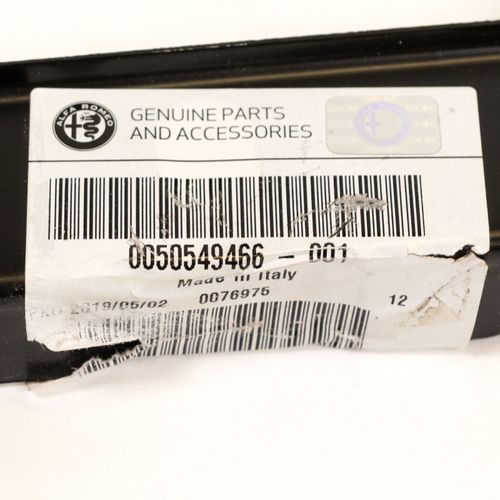 ALFA ROMEO
GENUINE PARTS
AND ACCESSORIES
0050549466 - 001
Made in Italy
2019/05/02 0076975 12